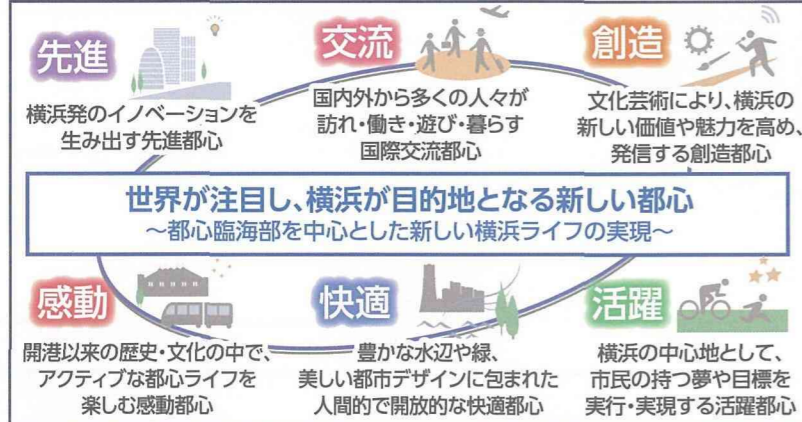 先進
横浜発のイノベーションを
生み出す先進都心
交流
国内外から多くの人々が
訪れ・働き・遊び・暮らす
国際交流都心
創造
文化芸術により、横浜の
新しい価値や魅力を高め、
発信する創造都心
世界が注目し、横浜が目的地となる新しい都心
~都心臨海部を中心とした新しい横浜ライフの実現~
感動
開港以来の歴史・文化の中で、
アクティブな都心ライフを
楽しむ感動都心
快適
豊かな水辺や緑、
美しい都市デザインに包まれた
人間的で開放的な快適都心
活躍
横浜の中心地として、
市民の持つ夢や目標を
実行・実現する活躍都心